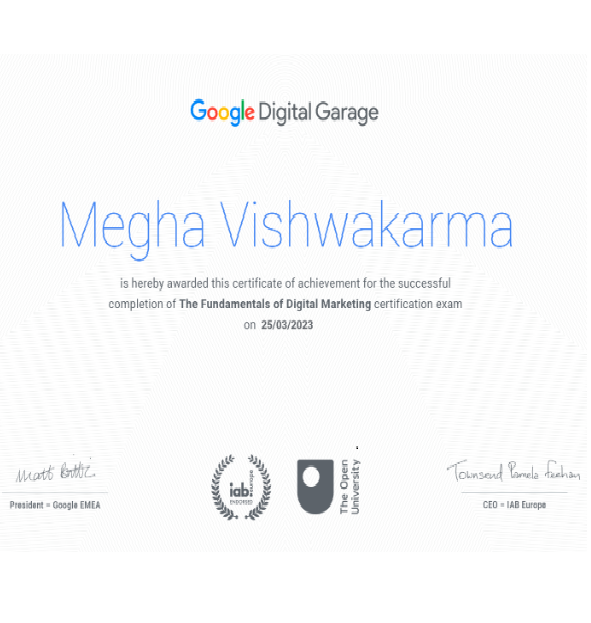 Google Digital Garage
Megha Vishwakarma
is hereby awarded this certificate of achievement for the successful
completion of The Fundamentals of Digital Marketing certification exam
on 25/03/2023
Matt Brittin
Townsend Pamela Feehan
iab.
europe
ENDORSED
The Open
University
President = Google EMEA
CEO = IAB Europe